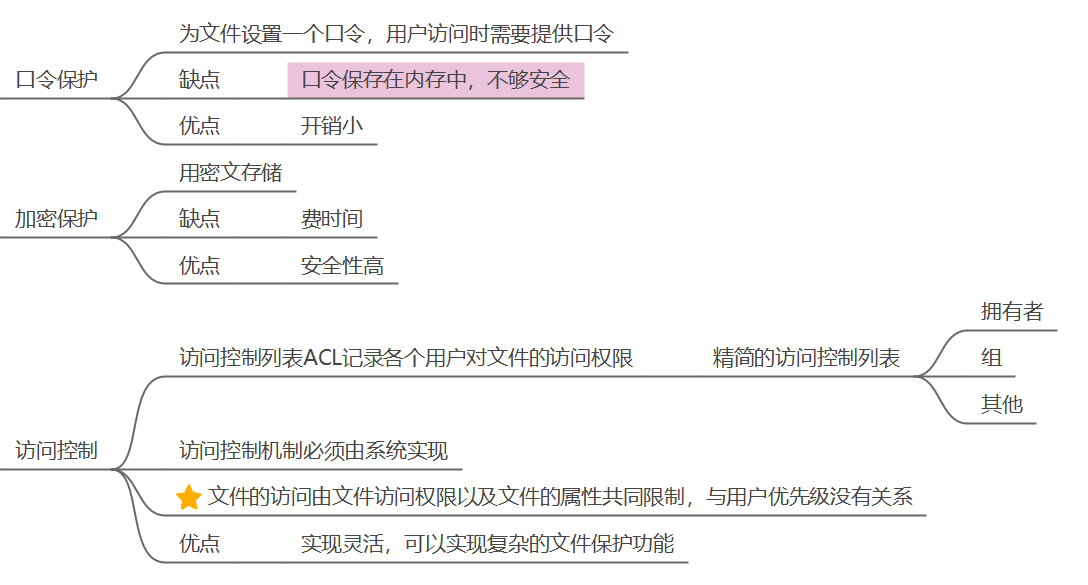 口令保护
为文件设置一个口令，用户访问时需要提供口令
缺点
口令保存在内存中，不够安全
优点
开销小
加密保护
用密文存储
缺点
费时间
优点
安全性高
访问控制
访问控制列表ACL记录各个用户对文件的访问权限
精简的访问控制列表
拥有者
组
其他
访问控制机制必须由系统实现
文件的访问由文件访问权限以及文件的属性共同限制，与用户优先级没有关系
优点
实现灵活，可以实现复杂的文件保护功能